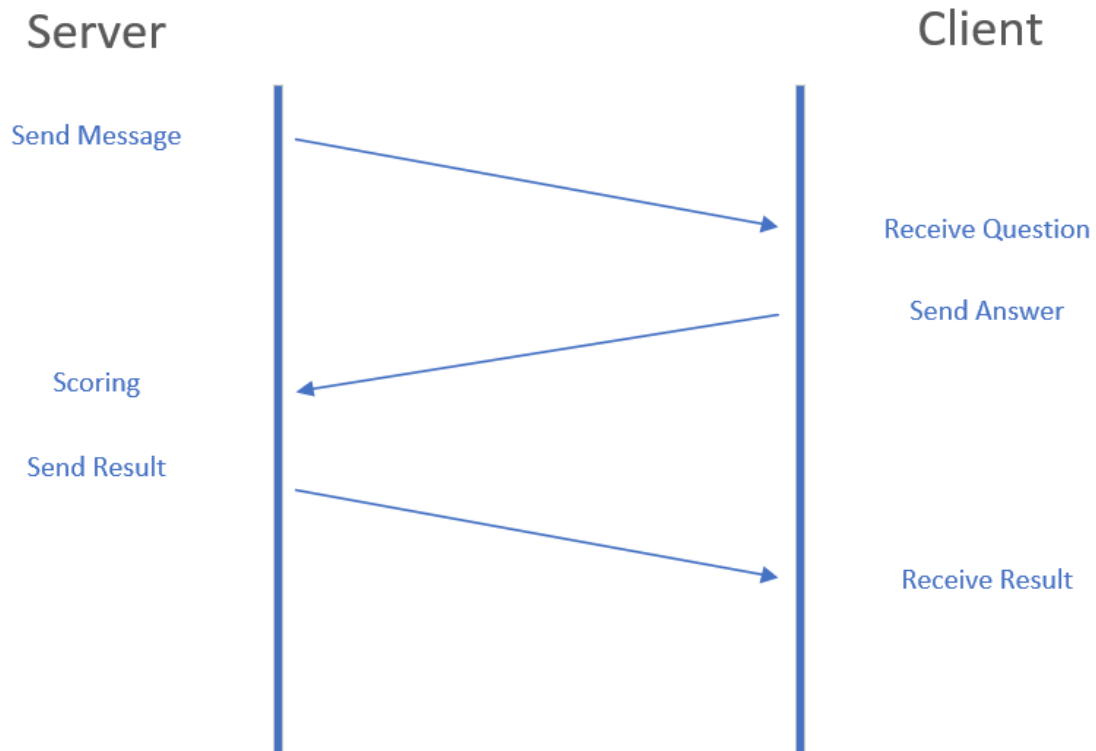 Server
Client
Send Message
Receive Question
Send Answer
Scoring
Send Result
Receive Result